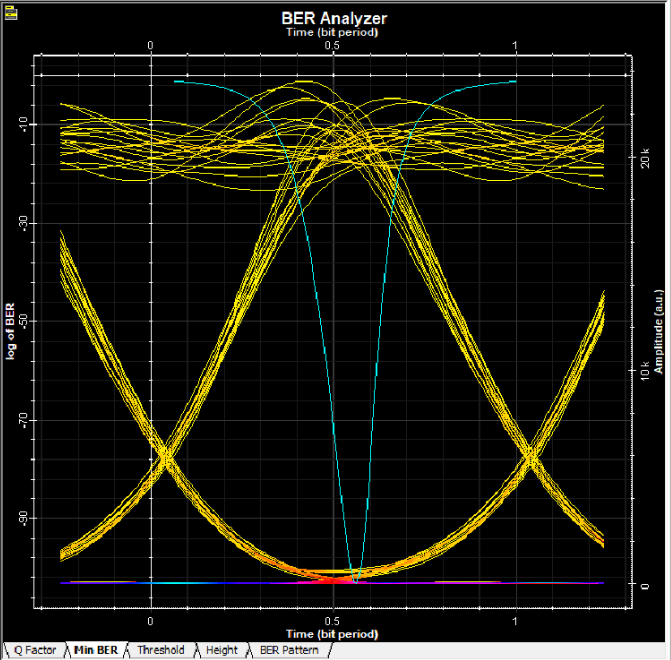 BER Analyzer
Time (bit period)
0 0.5 1
-10
-30
-50
-70
-90
log of BER
20 k
10 k
0
Amplitude (a.u.)
0 0.5 1
Time (bit period)
Q Factor Min BER Threshold Height BER Pattern